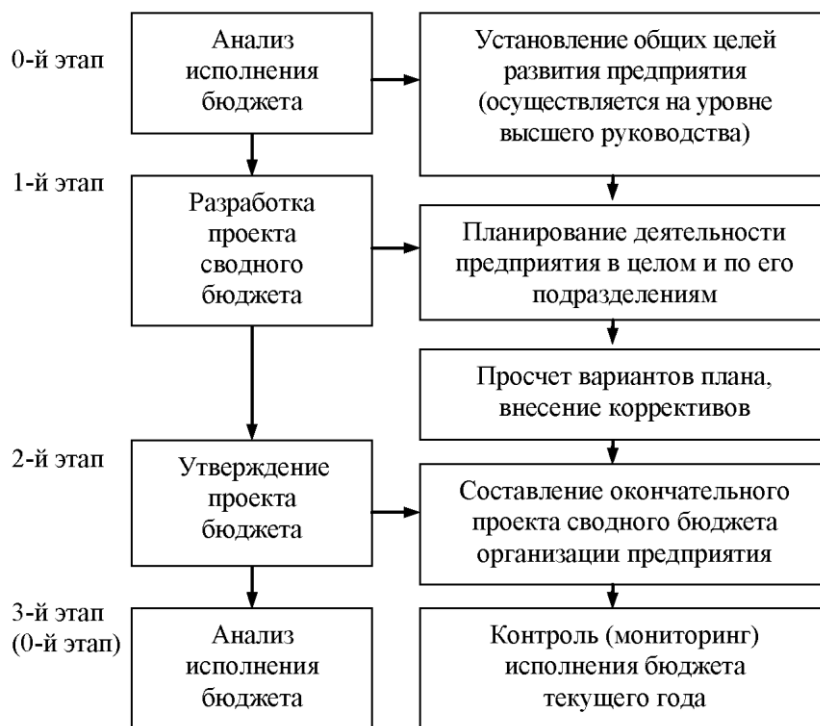 0-й этап
Анализ
исполнения
бюджета
Установление общих целей
развития предприятия
(осуществляется на уровне
высшего руководства)
1-й этап
Разработка
проекта
сводного
бюджета
Планирование деятельности
предприятия в целом и по его
подразделениям
Просчет вариантов плана,
внесение коррективов
2-й этап
Утверждение
проекта
бюджета
Составление окончательного
проекта сводного бюджета
организации предприятия
3-й этап
(0-й этап)
Анализ
исполнения
бюджета
Контроль (мониторинг)
исполнения бюджета
текущего года